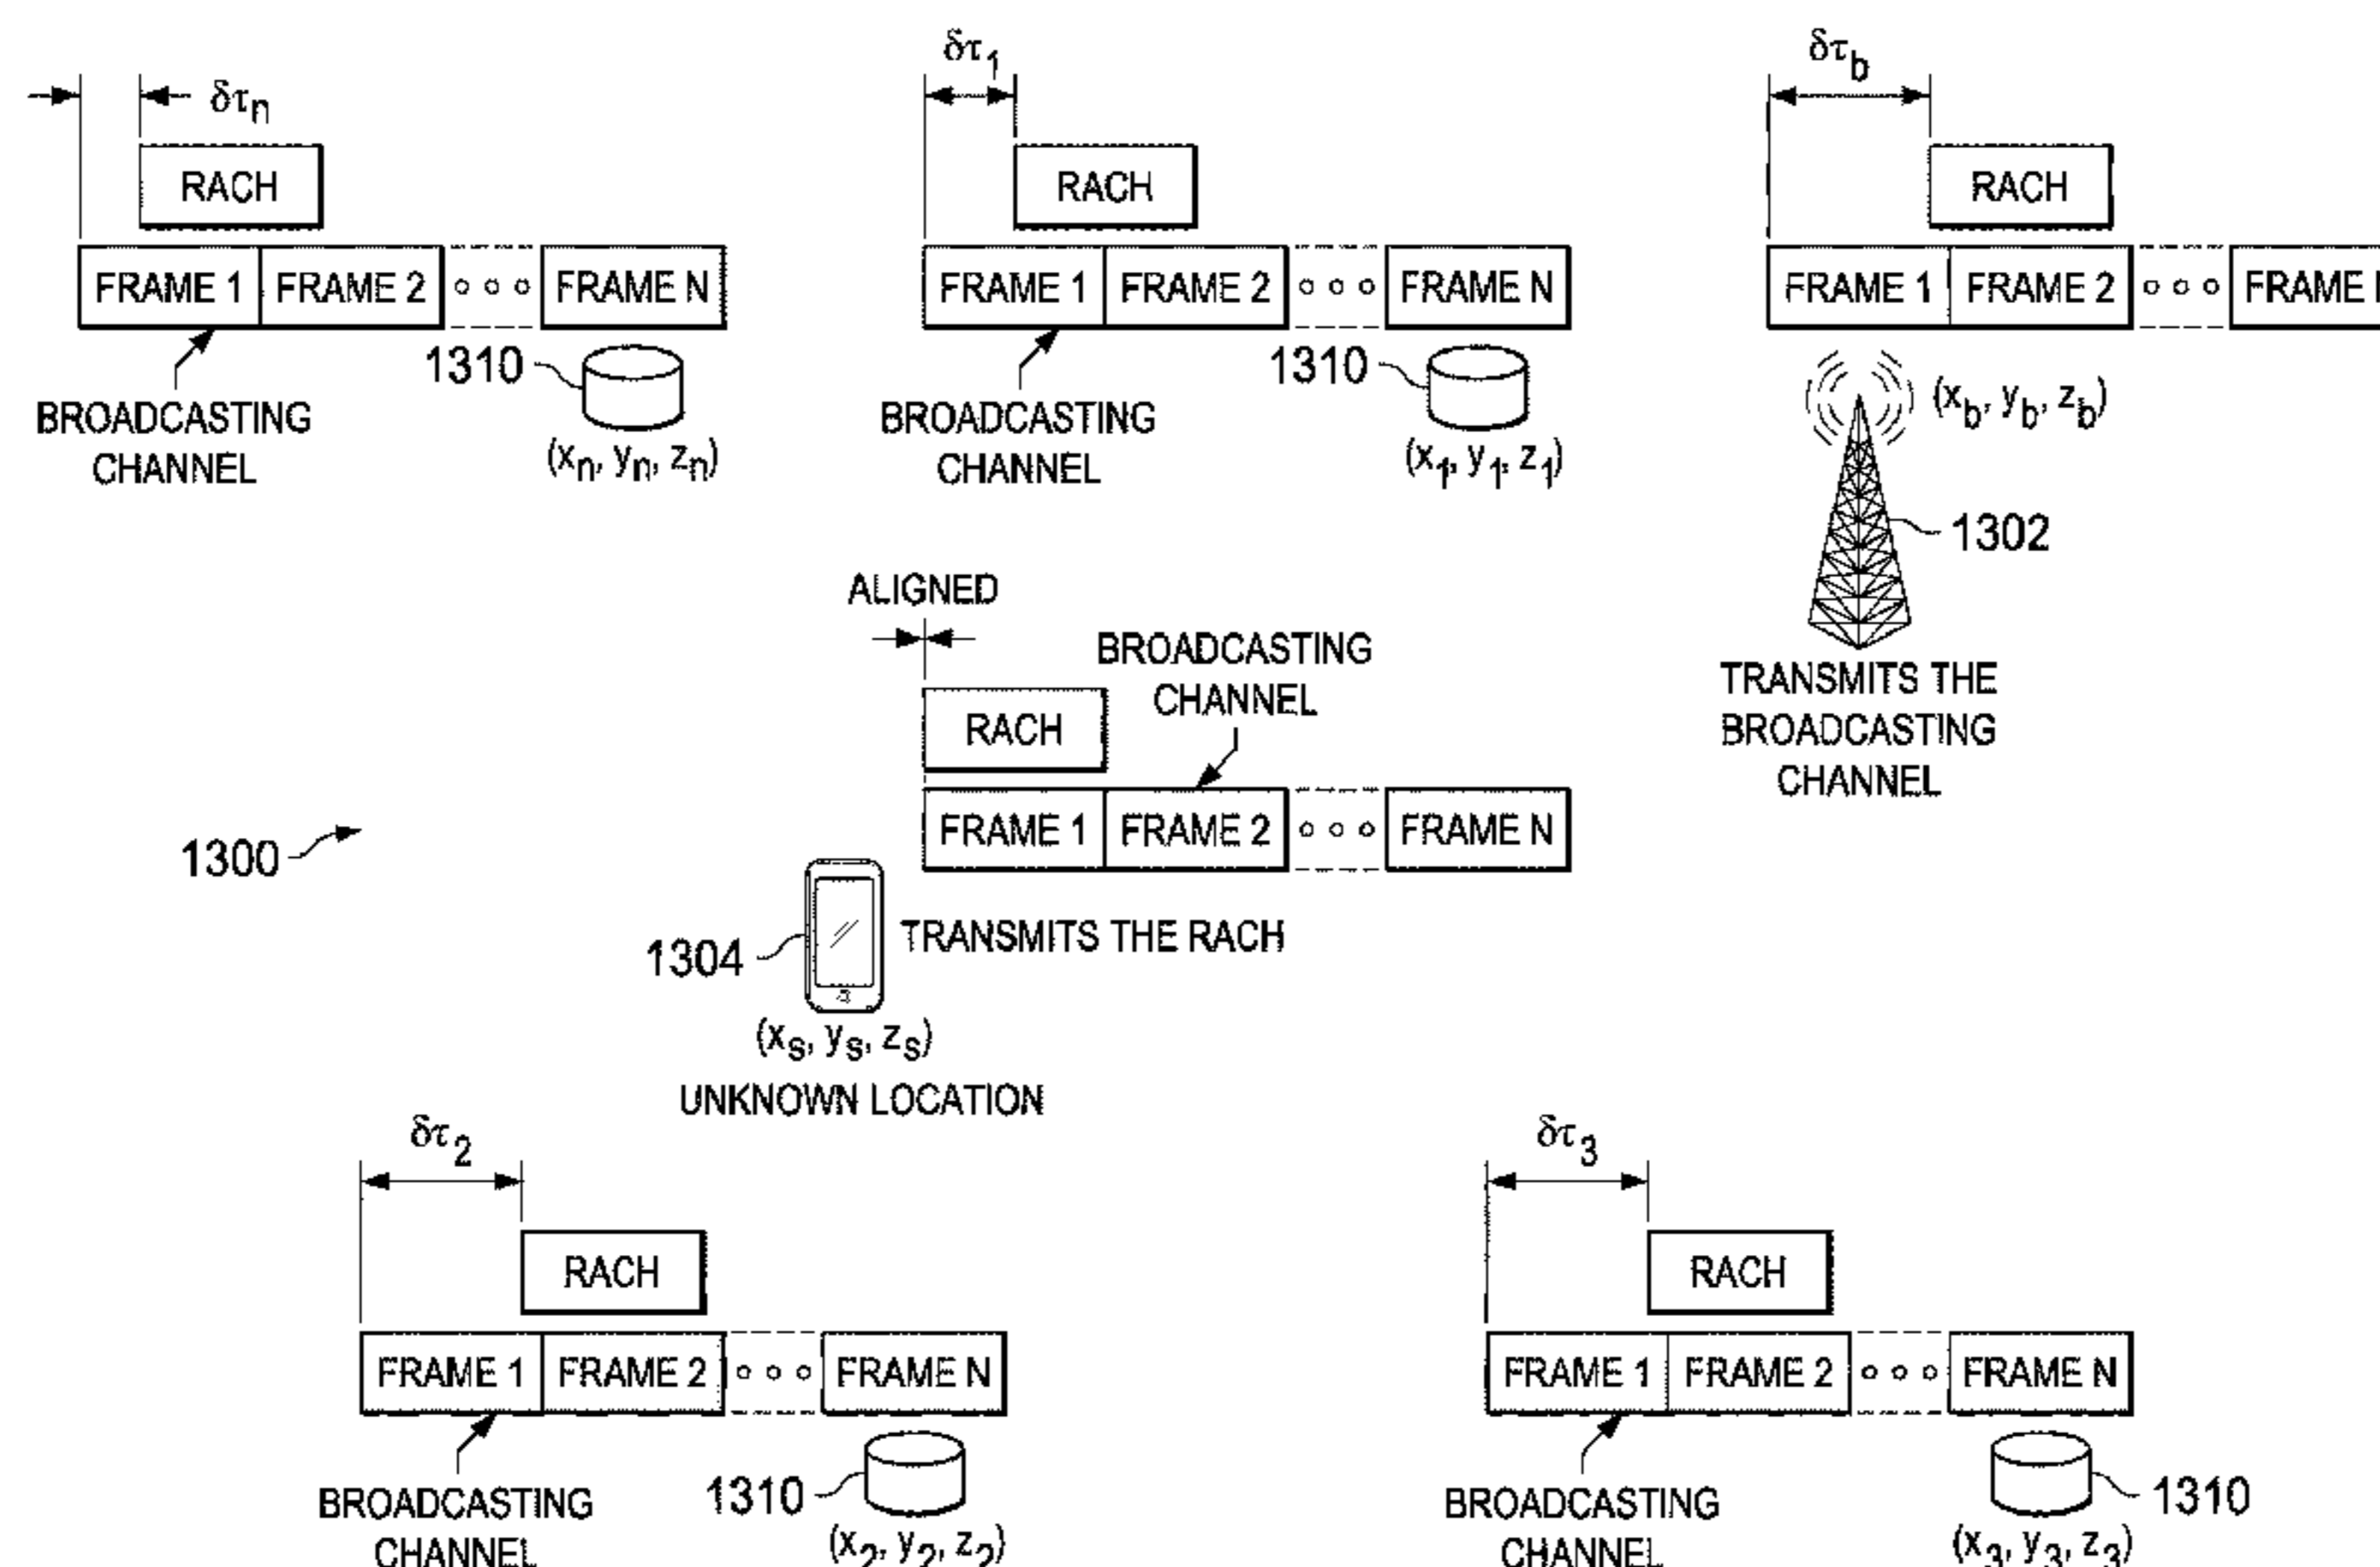 δτn
δτ1
δτb
RACH
RACH
RACH
FRAME 1 FRAME 2 ∘∘∘ FRAME N
FRAME 1 FRAME 2 ∘∘∘ FRAME N
FRAME 1 FRAME 2 ∘∘∘ FRAME
BROADCASTING
CHANNEL
1310
(xn, yn, zn)
BROADCASTING
CHANNEL
1310
(x1, y1, z1)
(xb, yb, zb)
1302
TRANSMITS THE
BROADCASTING
CHANNEL
ALIGNED
BROADCASTING
CHANNEL
RACH
FRAME 1 FRAME 2 ∘∘∘ FRAME N
1300
1304
TRANSMITS THE RACH
(xs, ys, zs)
UNKNOWN LOCATION
δτ2
δτ3
RACH
RACH
FRAME 1 FRAME 2 ∘∘∘ FRAME N
FRAME 1 FRAME 2 ∘∘∘ FRAME N
BROADCASTING
CHANNEL
1310
(x2, y2, z2)
BROADCASTING
CHANNEL
1310
(x3, y3, z3)